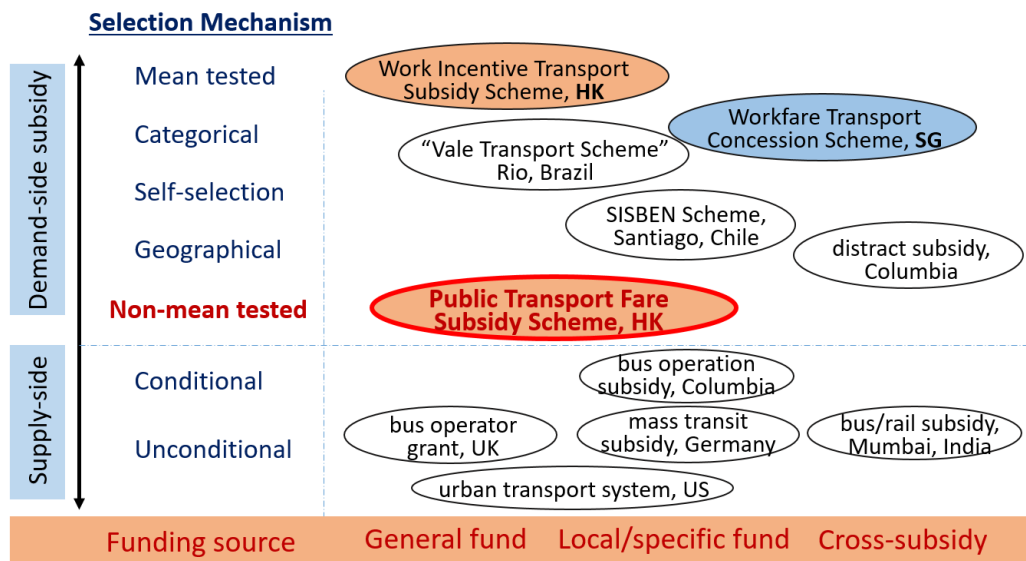 Selection Mechanism
Demand-side subsidy
Mean tested
Work Incentive Transport
Subsidy Scheme, HK
Categorical
Workfare Transport
Concession Scheme, SG
"Vale Transport Scheme"
Rio, Brazil
Self-selection
SISBEN Scheme,
Santiago, Chile
Geographical
distract subsidy,
Columbia
Non-mean tested
Public Transport Fare
Subsidy Scheme, HK
Supply-side
Conditional
bus operation
subsidy, Columbia
Unconditional
bus operator
grant, UK
mass transit
subsidy, Germany
bus/rail subsidy,
Mumbai, India
urban transport system, US
Funding source
General fund
Local/specific fund
Cross-subsidy